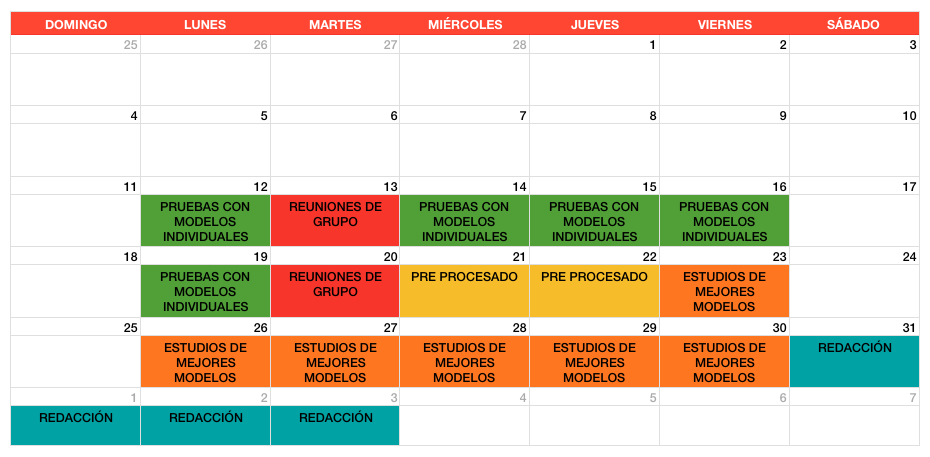 DOMINGO LUNES MARTES MIÉRCOLES JUEVES VIERNES SÁBADO
25 26 27 28 1 2 3
4 5 6 7 8 9 10
11 12 13 14 15 16 17
PRUEBAS CON MODELOS INDIVIDUALES
REUNIONES DE GRUPO
PRUEBAS CON MODELOS INDIVIDUALES
PRUEBAS CON MODELOS INDIVIDUALES
PRUEBAS CON MODELOS INDIVIDUALES
18 19 20 21 22 23 24
PRUEBAS CON MODELOS INDIVIDUALES
REUNIONES DE GRUPO
PRE PROCESADO
PRE PROCESADO
ESTUDIOS DE MEJORES MODELOS
25 26 27 28 29 30 31
ESTUDIOS DE MEJORES MODELOS
ESTUDIOS DE MEJORES MODELOS
ESTUDIOS DE MEJORES MODELOS
ESTUDIOS DE MEJORES MODELOS
ESTUDIOS DE MEJORES MODELOS
REDACCIÓN
1 2 3 4 5 6 7
REDACCIÓN REDACCIÓN REDACCIÓN